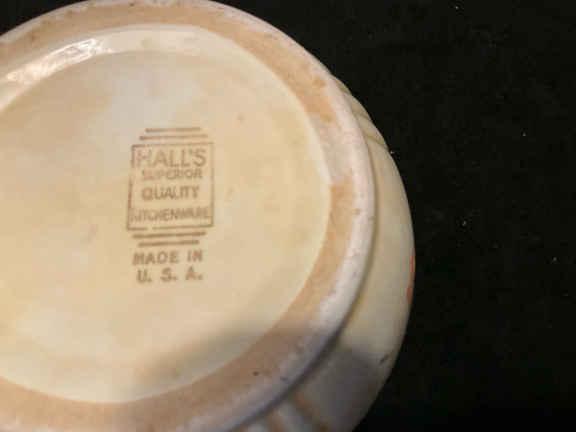 HALL'S
SUPERIOR
QUALITY
KITCHENWARE
MADE IN
U. S. A.